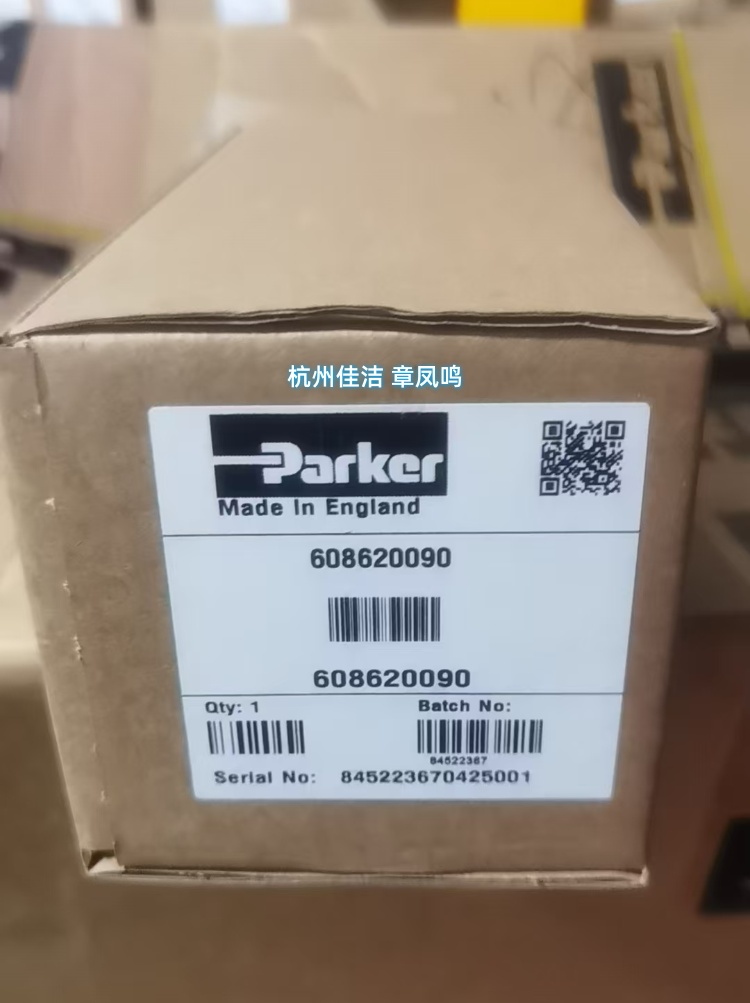 Parker
杭州佳洁 章凤鸣
Parker
Made In England
608620090
608620090
Qty: 1
Batch No:
84522367
Serial No: 845223670425001